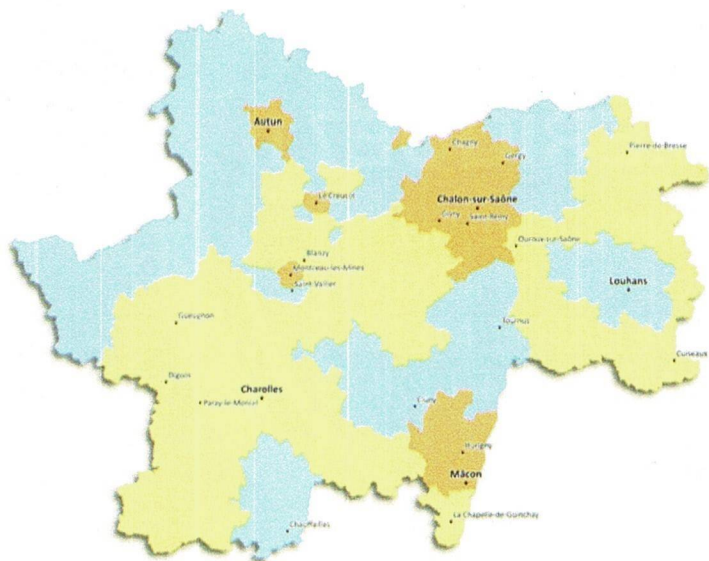 Autun
Chagny
Gergy
Pierre-de-Bresse
Le Creusot
Chalon-sur-Saône
Givry
Saint-Rémy
Ouroux-sur-Saône
Blanzy
Montceau-les-Mines
Saint-Vallier
Louhans
Gueugnon
Tournus
Cuiseaux
Digoin
Charolles
Paray-le-Monial
Cluny
Hurigny
Mâcon
La Chapelle-de-Guinchay
Chauffailles